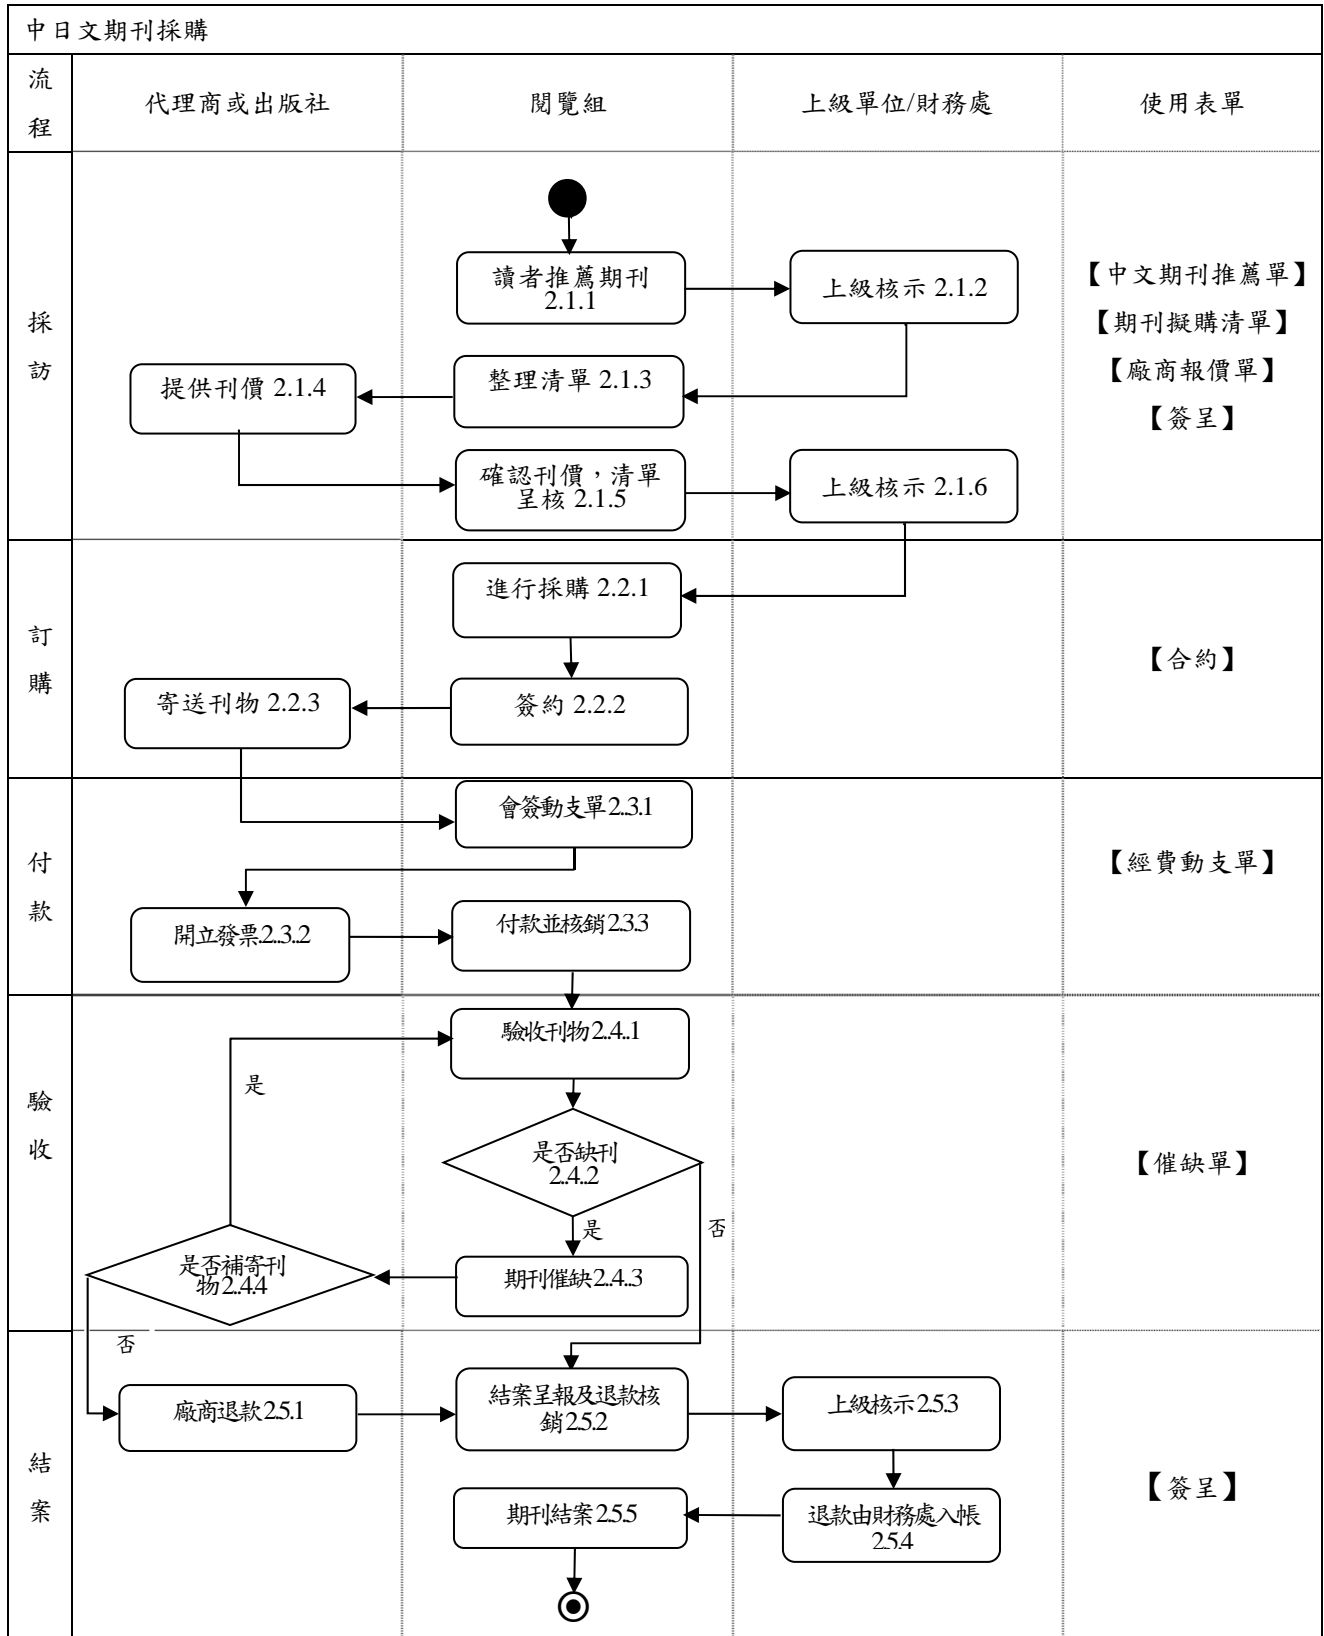 中日文期刊採購
流程
代理商或出版社
閱覽組
上級單位/財務處
使用表單
採訪
讀者推薦期刊
2.1.1
上級核示 2.1.2
【中文期刊推薦單】
【期刊擬購清單】
【廠商報價單】
【簽呈】
整理清單 2.1.3
提供刊價 2.1.4
確認刊價，清單
呈核 2.1.5
上級核示 2.1.6
訂購
進行採購 2.2.1
【合約】
簽約 2.2.2
寄送刊物 2.2.3
付款
會簽動支單2.3.1
【經費動支單】
開立發票2.3.2
付款並核銷2.3.3
驗收
驗收刊物2.4.1
是
是否缺刊
2.4.2
【催缺單】
是
否
期刊催缺2.4.3
是否補寄刊
物2.4.4
否
結案
廠商退款2.5.1
結案呈報及退款核
銷2.5.2
上級核示2.5.3
【簽呈】
退款由財務處入帳
2.5.4
期刊結案2.5.5